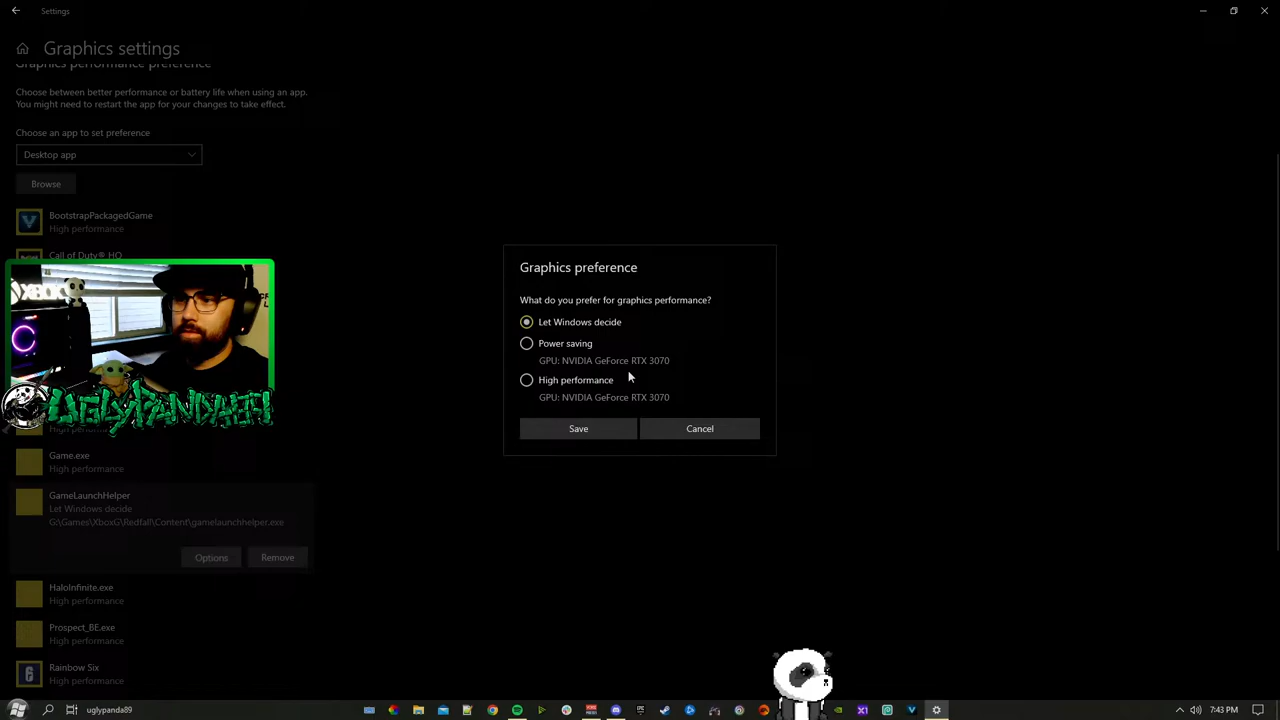 Settings
Graphics settings
Graphics performance preference
Choose between better performance or battery life when using an app.
You might need to restart the app for your changes to take effect.
Choose an app to set preference
Desktop app
Browse
BootstrapPackagedGame
High performance
Call of Duty® HQ
XBOX
UGLYPANDAEH
Game.exe
High performance
GameLaunchHelper
Let Windows decide
G:\Games\XboxG\Redfall\Content\gamelaunchhelper.exe
Options
Remove
HaloInfinite.exe
High performance
Prospect_BE.exe
High performance
Rainbow Six
High performance
Graphics preference
What do you prefer for graphics performance?
Let Windows decide
Power saving
GPU: NVIDIA GeForce RTX 3070
High performance
GPU: NVIDIA GeForce RTX 3070
Save
Cancel
uglypanda89
7:43 PM